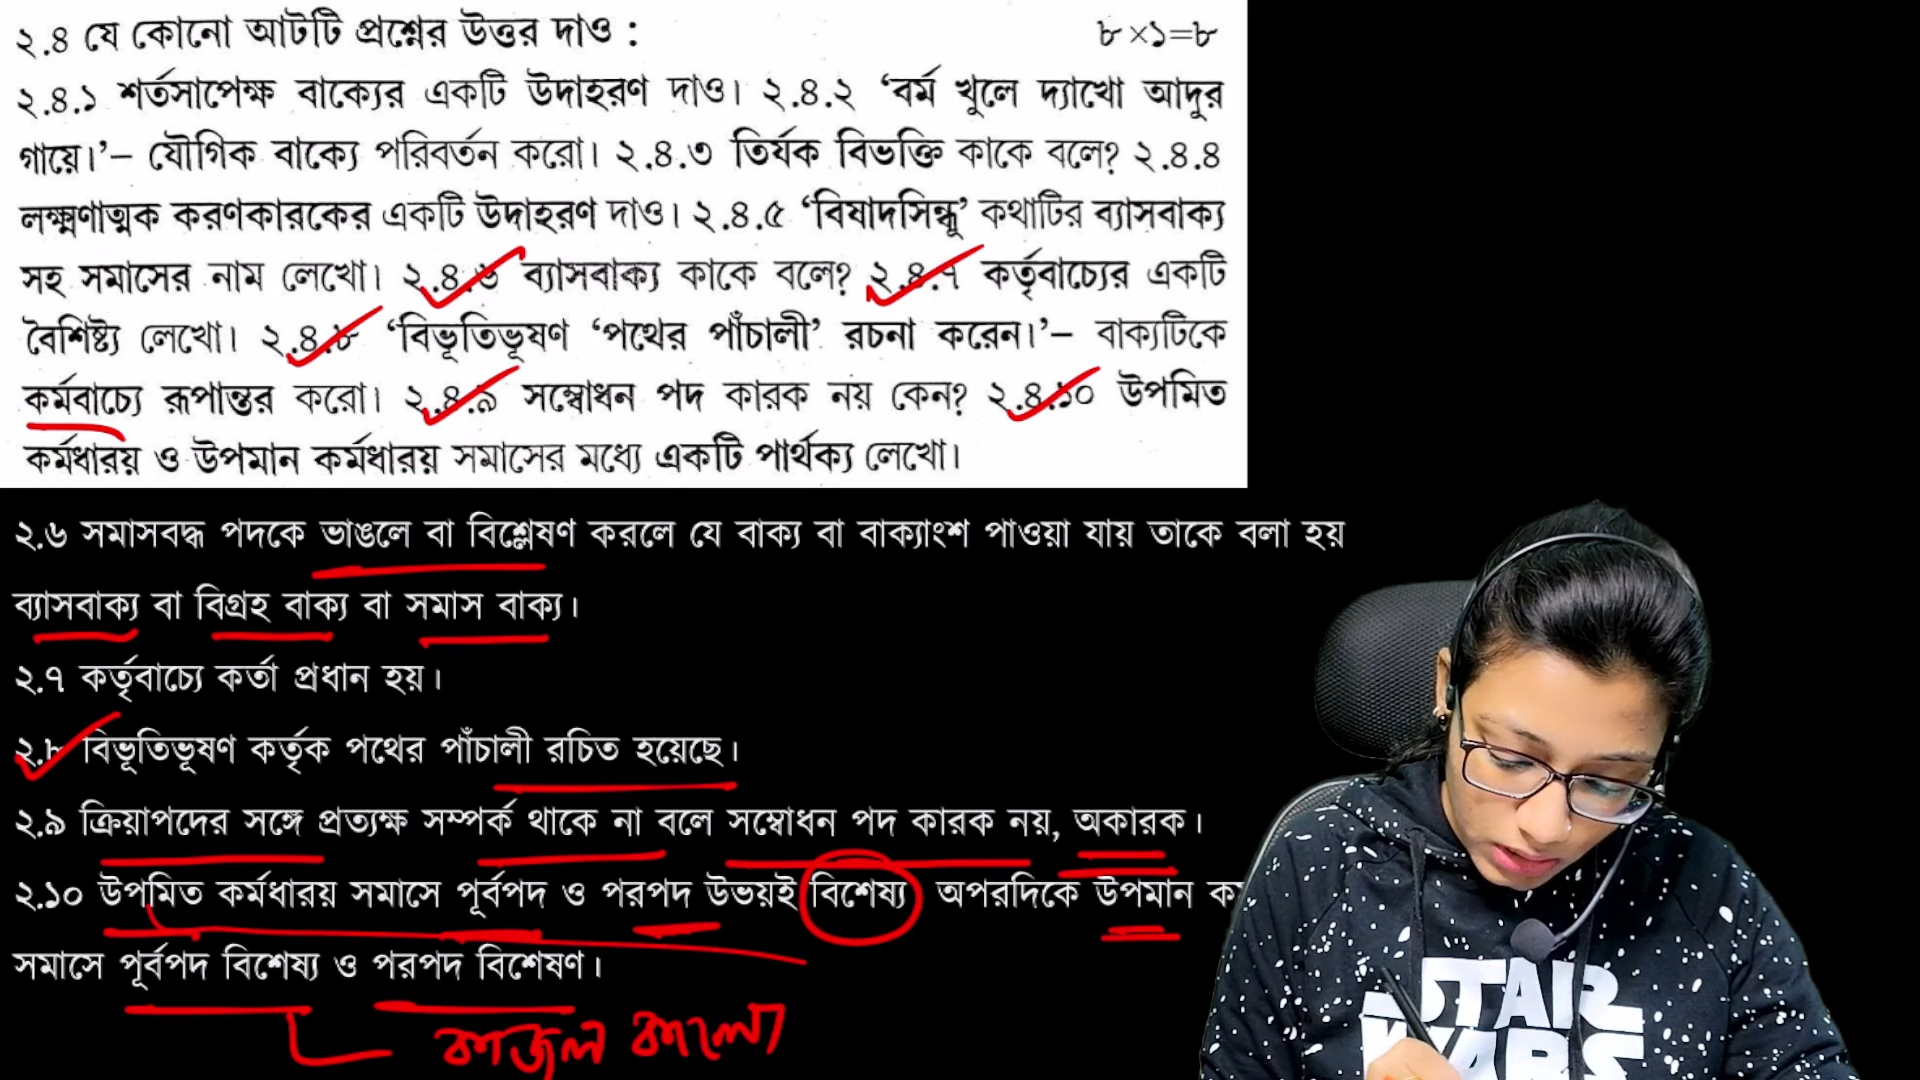 ২.৪ যে কোনো আটটি প্রশ্নের উত্তর দাও : ৮×১=৮
২.৪.১ শর্তসাপেক্ষ বাক্যের একটি উদাহরণ দাও। ২.৪.২ ‘বর্ম খুলে দ্যাখো আদুর
গায়ে।’– যৌগিক বাক্যে পরিবর্তন করো। ২.৪.৩ তির্যক বিভক্তি কাকে বলে? ২.৪.৪
লক্ষ্মণাত্মক করণকারকের একটি উদাহরণ দাও। ২.৪.৫ ‘বিষাদসিন্ধু’ কথাটির ব্যাসবাক্য
সহ সমাসের নাম লেখো। ২.৪.৬ ব্যাসবাক্য কাকে বলে? ২.৪.৭ কর্তৃবাচ্যের একটি
বৈশিষ্ট্য লেখো। ২.৪.৮ ‘বিভূতিভূষণ ‘পথের পাঁচালী’ রচনা করেন।’– বাক্যটিকে
কর্মবাচ্যে রূপান্তর করো। ২.৪.৯ সম্বোধন পদ কারক নয় কেন? ২.৪.১০ উপমিত
কর্মধারয় ও উপমান কর্মধারয় সমাসের মধ্যে একটি পার্থক্য লেখো।
২.৬ সমাসবদ্ধ পদকে ভাঙলে বা বিশ্লেষণ করলে যে বাক্য বা বাক্যাংশ পাওয়া যায় তাকে বলা হয়
ব্যাসবাক্য বা বিগ্রহ বাক্য বা সমাস বাক্য।
২.৭ কর্তৃবাচ্যে কর্তা প্রধান হয়।
২.৮ বিভূতিভূষণ কর্তৃক পথের পাঁচালী রচিত হয়েছে।
২.৯ ক্রিয়াপদের সঙ্গে প্রত্যক্ষ সম্পর্ক থাকে না বলে সম্বোধন পদ কারক নয়, অকারক।
২.১০ উপমিত কর্মধারয় সমাসে পূর্বপদ ও পরপদ উভয়ই বিশেষ্য অপরদিকে উপমান
সমাসে পূর্বপদ বিশেষ্য ও পরপদ বিশেষণ।
কাজল কালো
STAR
WARS